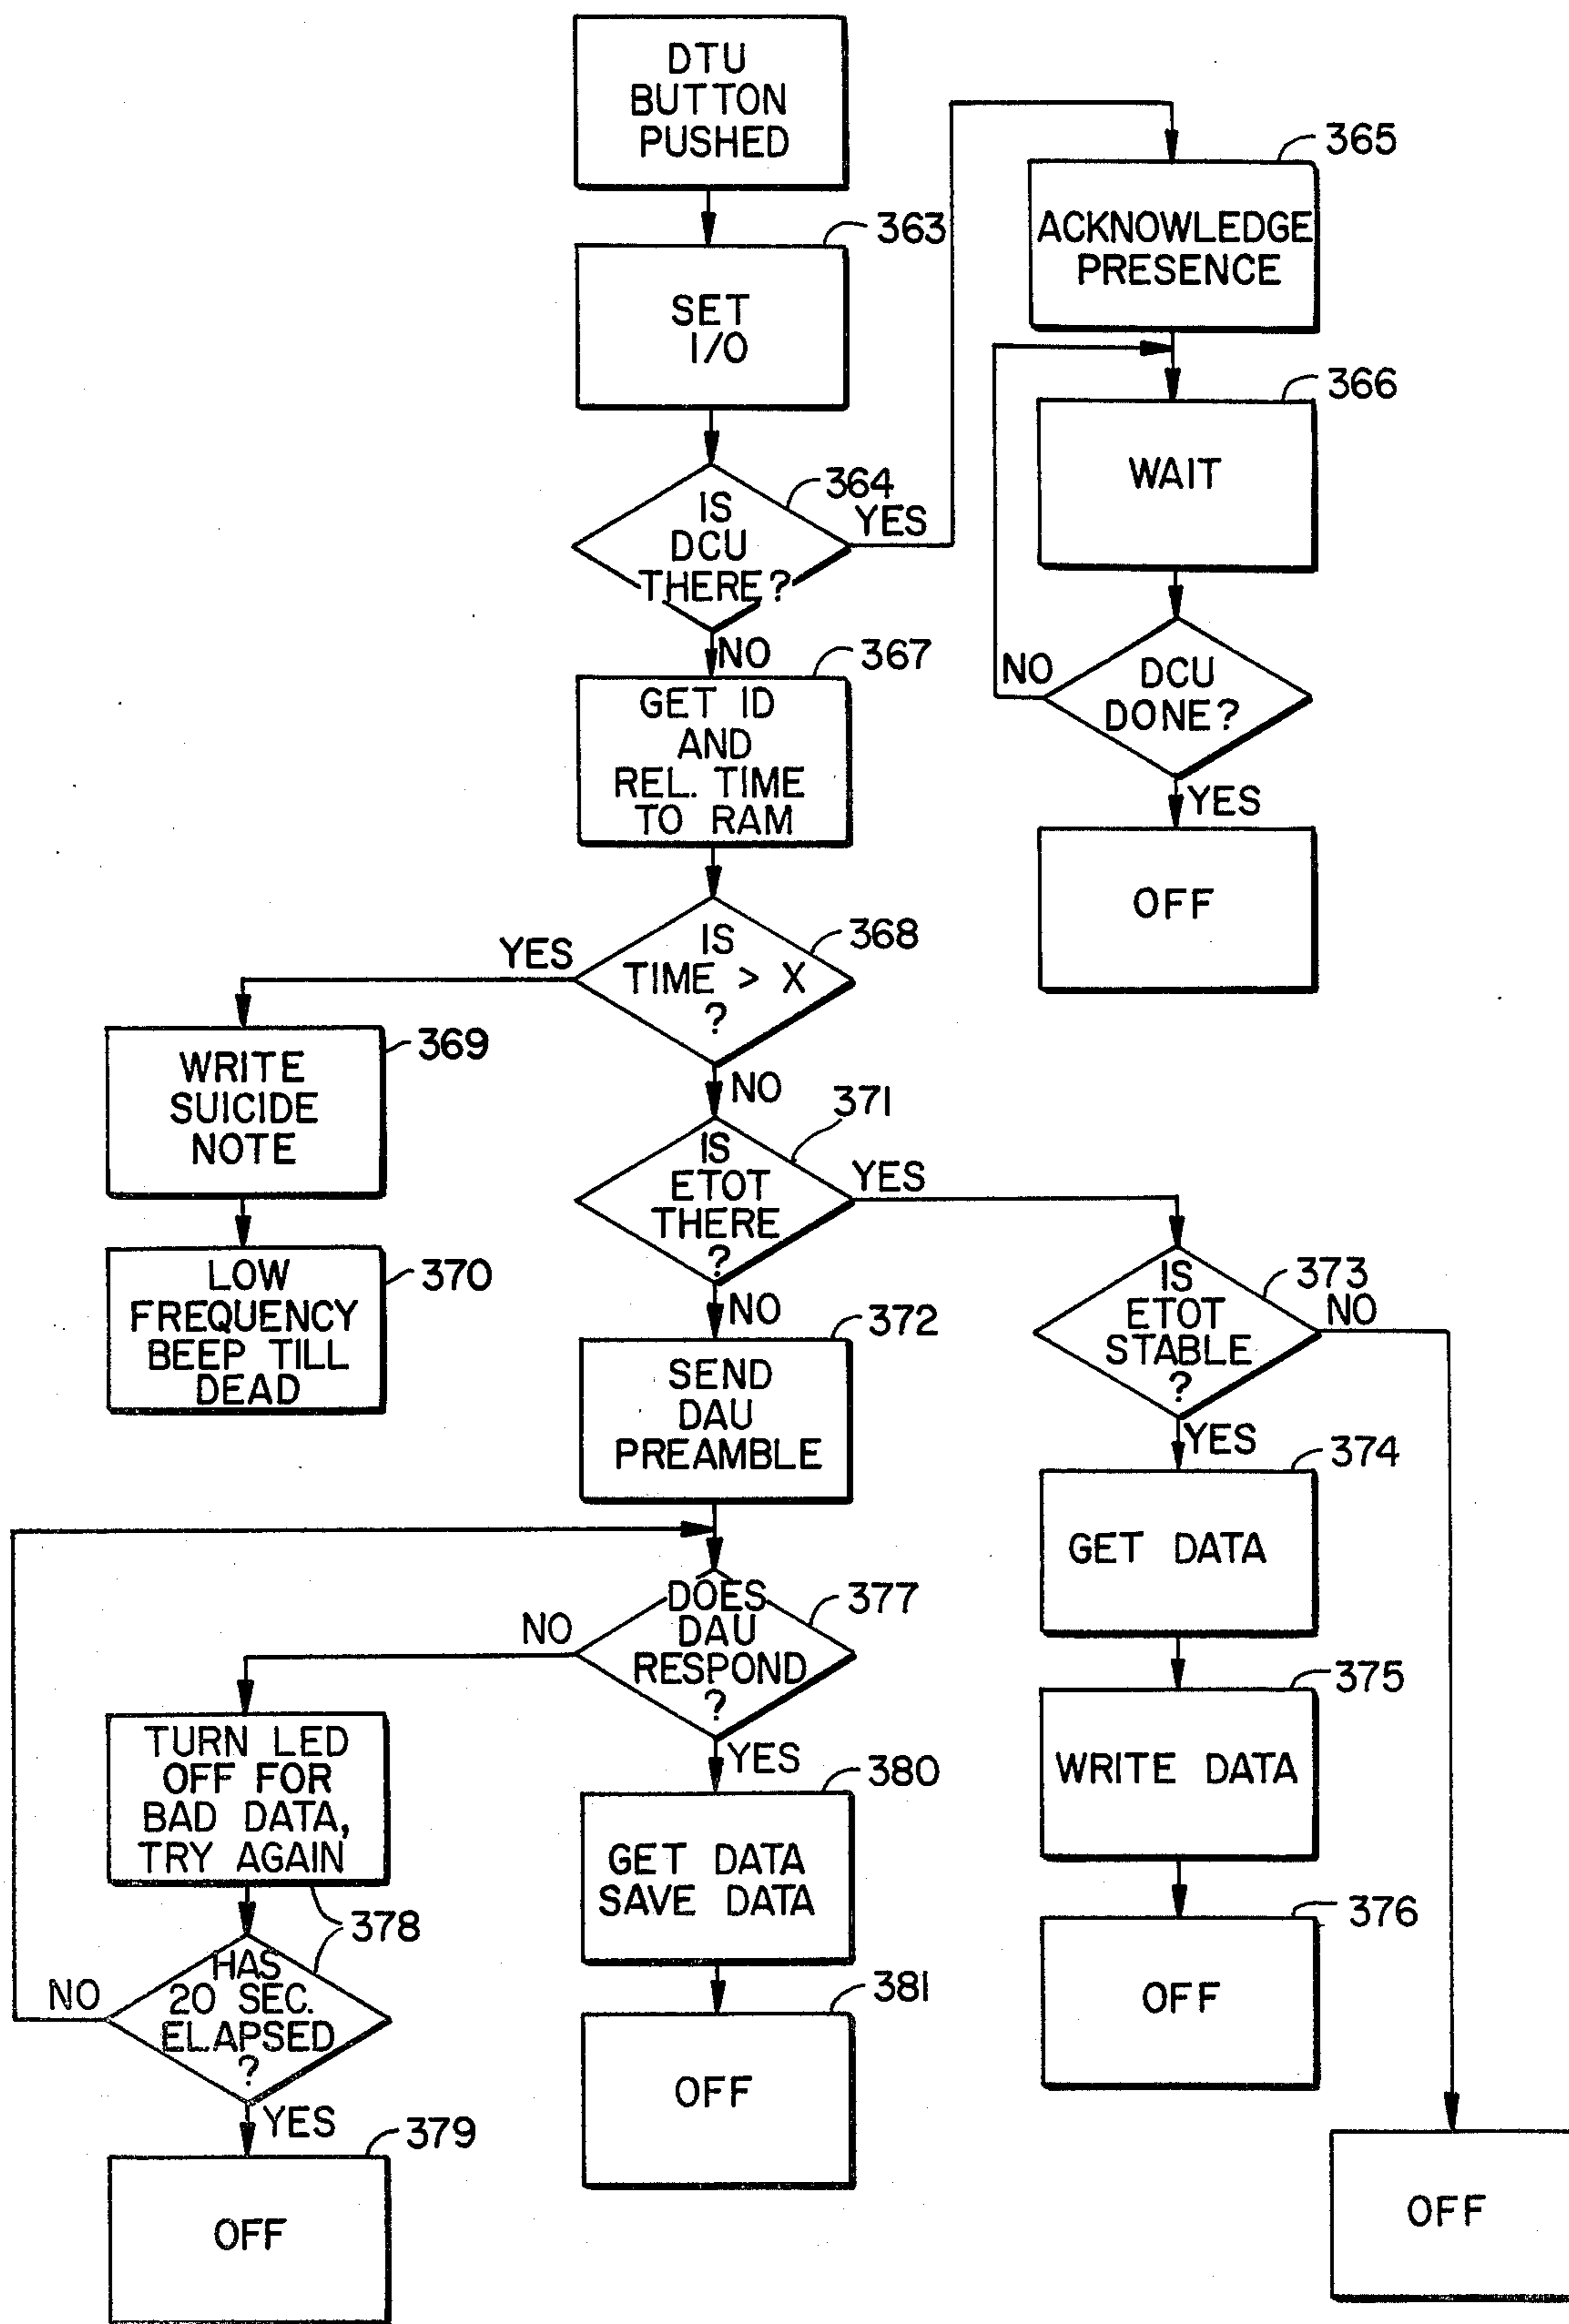 DTU
BUTTON
PUSHED
363
SET
I/O
364
IS
DCU
THERE?
YES
NO
365
ACKNOWLEDGE
PRESENCE
366
WAIT
DCU
DONE?
NO
YES
OFF
367
GET ID
AND
REL. TIME
TO RAM
368
IS
TIME > X
?
YES
NO
369
WRITE
SUICIDE
NOTE
370
LOW
FREQUENCY
BEEP TILL
DEAD
371
IS
ETOT
THERE
?
YES
NO
372
SEND
DAU
PREAMBLE
373
IS
ETOT
STABLE
?
NO
YES
374
GET DATA
375
WRITE DATA
376
OFF
OFF
377
DOES
DAU
RESPOND
?
NO
YES
TURN LED
OFF FOR
BAD DATA,
TRY AGAIN
378
HAS
20 SEC.
ELAPSED
?
NO
YES
379
OFF
380
GET DATA
SAVE DATA
381
OFF